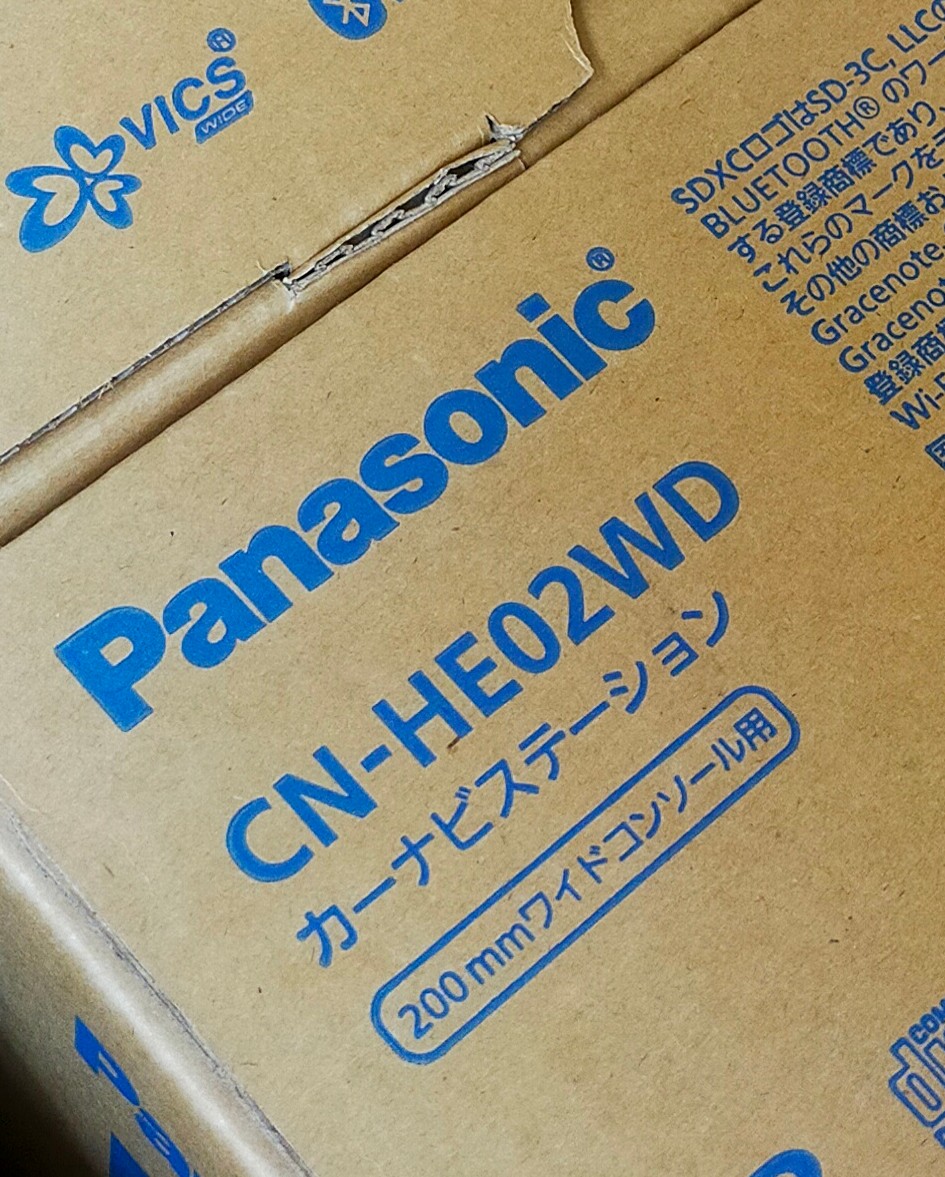 VICS®
WIDE
SDXCロゴはSD-3C, LLC
BLUETOOTH® のワー
する登録商標であり、
これらのマークを
その他の商標お
Gracenote
Graceno
登録商
Wi-
Panasonic®
CN-HE02WD
カーナビステーション
200mmワイドコンソール用